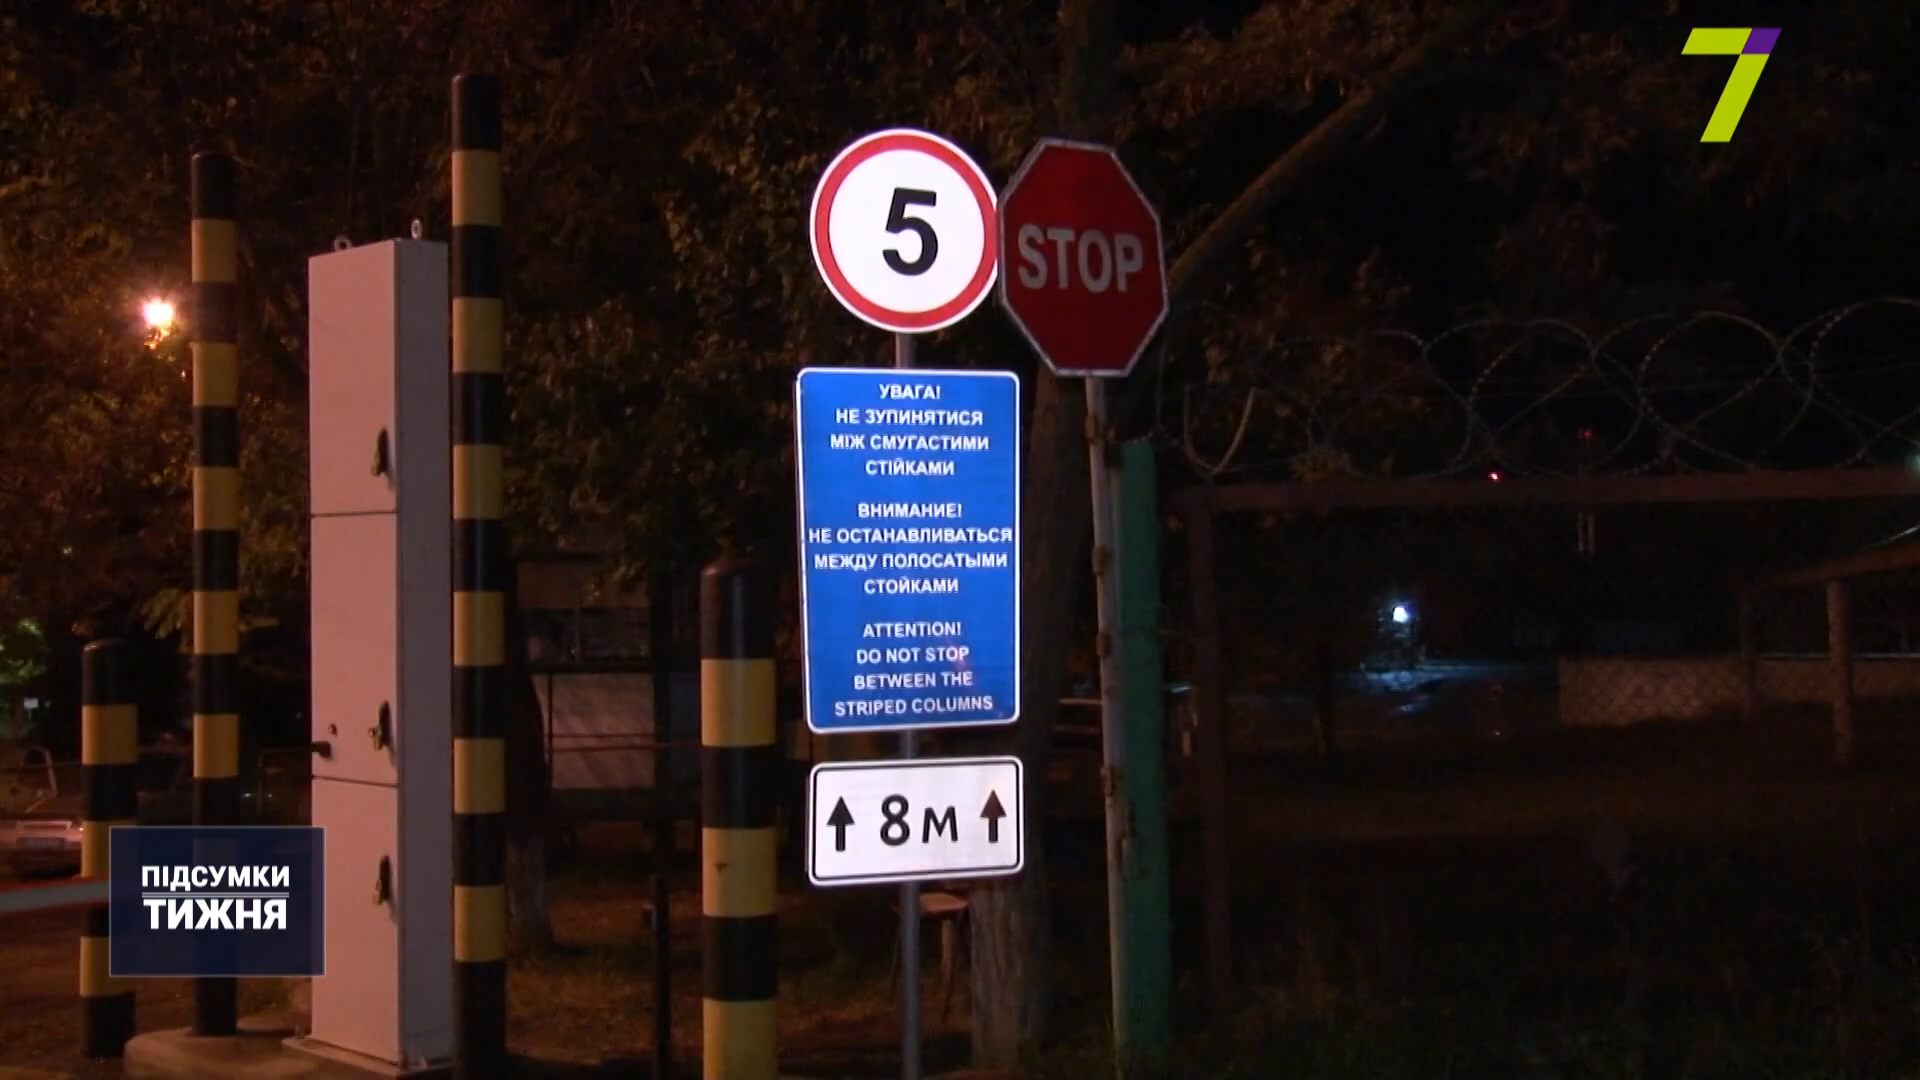 7
5
STOP
УВАГА!
НЕ ЗУПИНЯТИСЯ
МІЖ СМУГАСТИМИ
СТІЙКАМИ
ВНИМАНИЕ!
НЕ ОСТАНАВЛИВАТЬСЯ
МЕЖДУ ПОЛОСАТЫМИ
СТОЙКАМИ
ATTENTION!
DO NOT STOP
BETWEEN THE
STRIPED COLUMNS
8м
ПІДСУМКИ
ТИЖНЯ